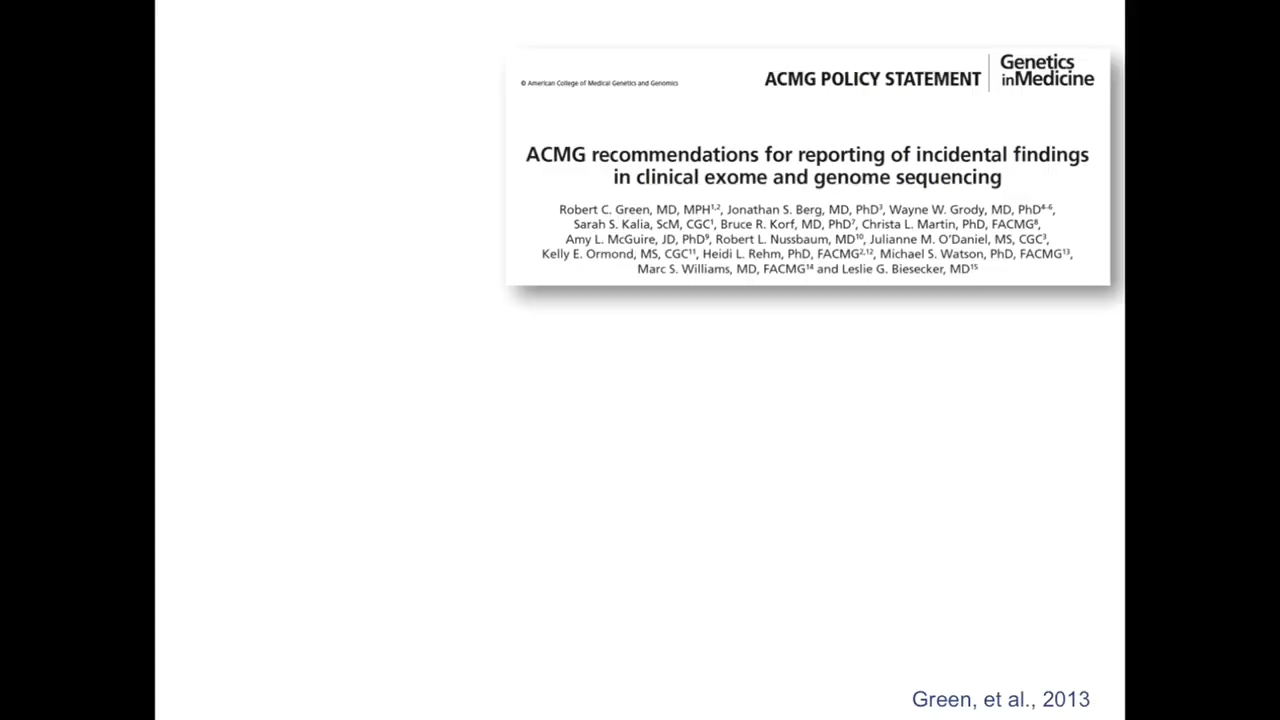 © American College of Medical Genetics and Genomics
ACMG POLICY STATEMENT
Genetics
inMedicine
ACMG recommendations for reporting of incidental findings
in clinical exome and genome sequencing
Robert C. Green, MD, MPH1,2, Jonathan S. Berg, MD, PhD3, Wayne W. Grody, MD, PhD4-6,
Sarah S. Kalia, ScM, CGC1, Bruce R. Korf, MD, PhD7, Christa L. Martin, PhD, FACMG8,
Amy L. McGuire, JD, PhD9, Robert L. Nussbaum, MD10, Julianne M. O’Daniel, MS, CGC3,
Kelly E. Ormond, MS, CGC11, Heidi L. Rehm, PhD, FACMG2,12, Michael S. Watson, PhD, FACMG13,
Marc S. Williams, MD, FACMG14 and Leslie G. Biesecker, MD15
Green, et al., 2013